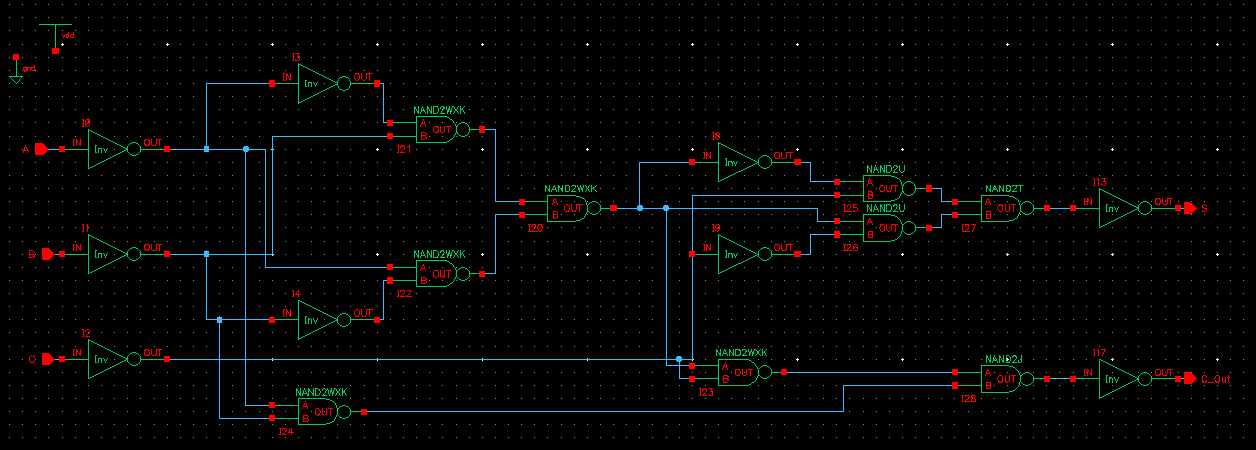 vdd
gnd
I3
IN Inv OUT
NAND2WXK
A OUT
B
I21
I0
A IN Inv OUT
I8
IN Inv OUT
NAND2U
A OUT
B
I25
NAND2WXK
A OUT
B
I20
NAND2T
A OUT
B
I27
I13
IN Inv OUT S
NAND2U
A OUT
B
I26
I1
B IN Inv OUT
I9
IN Inv OUT
NAND2WXK
A OUT
B
I22
I4
IN Inv OUT
I2
C IN Inv OUT
NAND2WXK
A OUT
B
I23
NAND2J
A OUT
B
I28
I17
IN Inv OUT C_Out
NAND2WXK
A OUT
B
I24